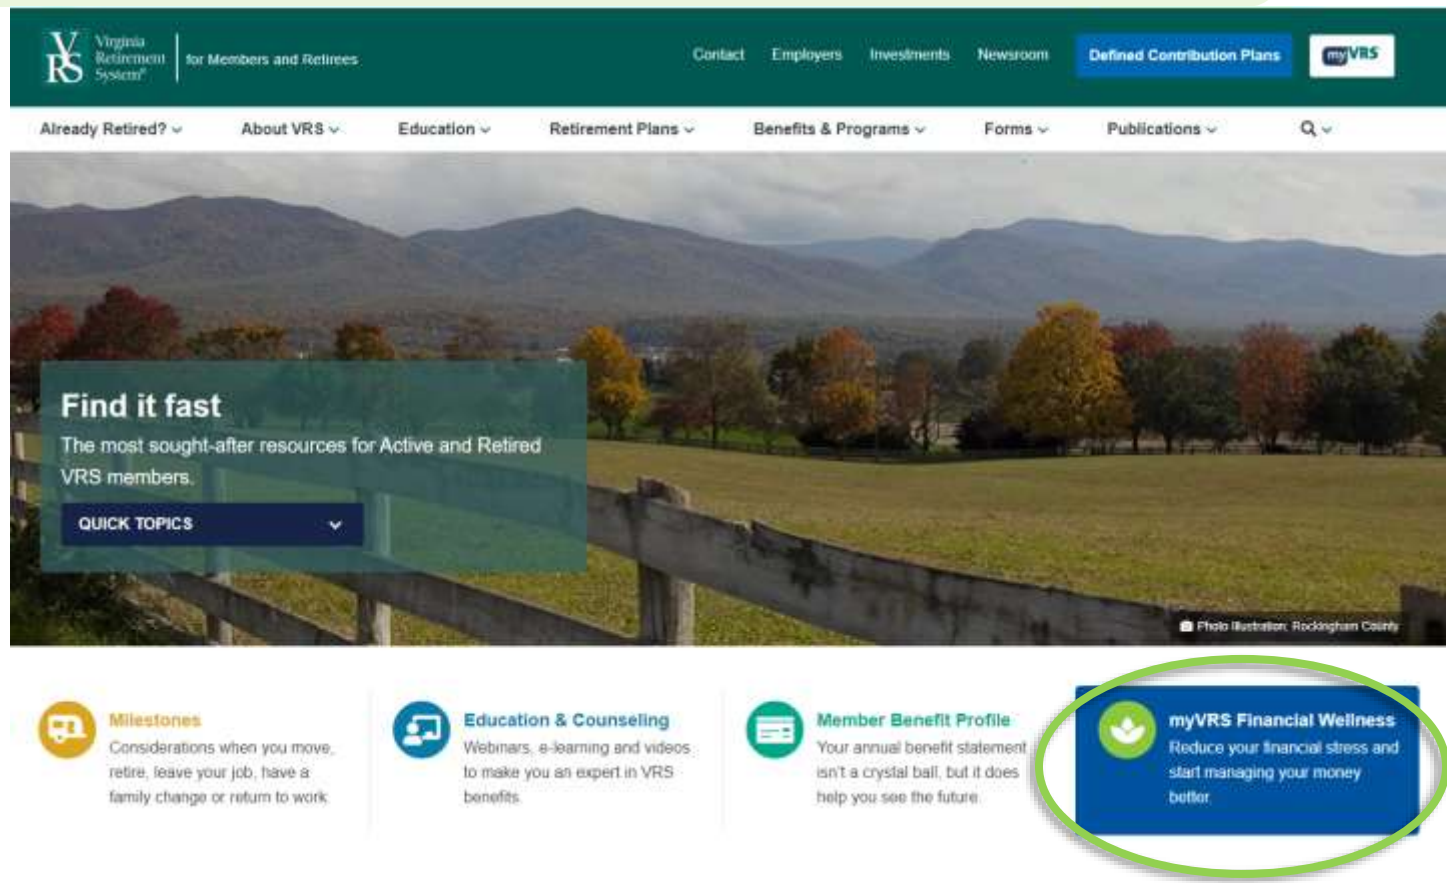 Virginia
Retirement
System®
VRS
for Members and Retirees
Contact Employers Investments Newsroom Defined Contribution Plans myVRS
Already Retired? About VRS Education Retirement Plans Benefits & Programs Forms Publications
Find it fast
The most sought-after resources for Active and Retired
VRS members.
QUICK TOPICS
Photo Illustration: Rockingham County
Milestones
Considerations when you move,
retire, leave your job, have a
family change or return to work.
Education & Counseling
Webinars, e-learning and videos
to make you an expert in VRS
benefits.
Member Benefit Profile
Your annual benefit statement
isn't a crystal ball, but it does
help you see the future.
myVRS Financial Wellness
Reduce your financial stress and
start managing your money
better.